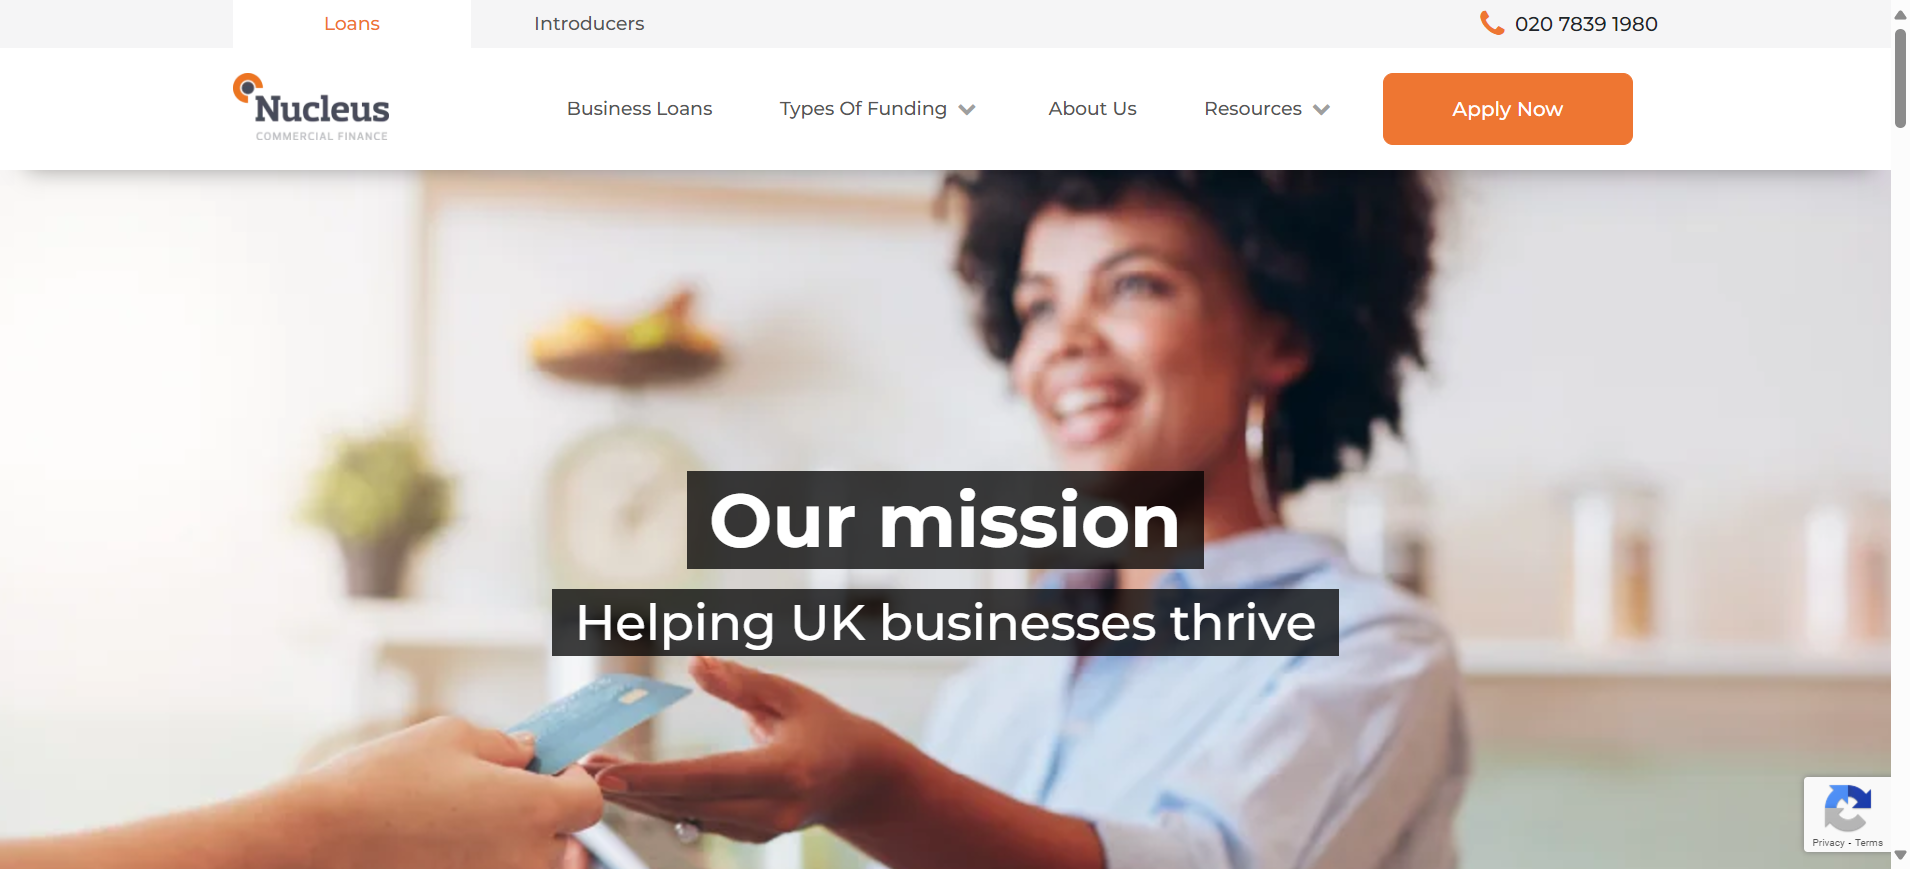 Loans
Introducers
020 7839 1980
Nucleus
COMMERCIAL FINANCE
Business Loans
Types Of Funding
About Us
Resources
Apply Now
Our mission
Helping UK businesses thrive
Privacy - Terms